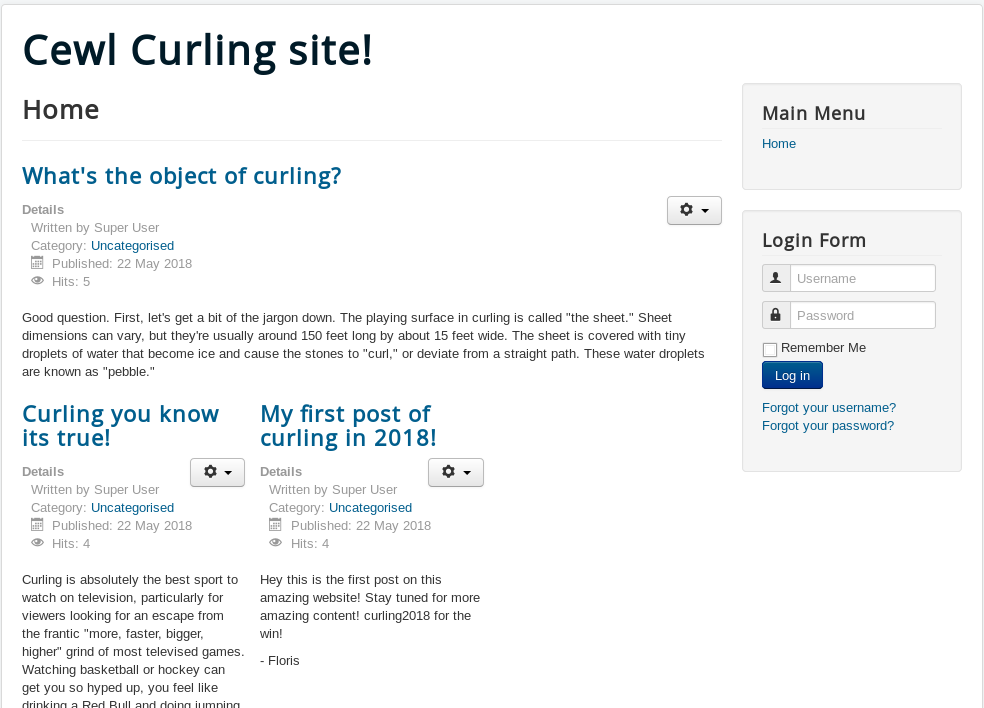 Cewl Curling site!
Home
What's the object of curling?
Details
Written by Super User
Category: Uncategorised
Published: 22 May 2018
Hits: 5
Good question. First, let's get a bit of the jargon down. The playing surface in curling is called "the sheet." Sheet
dimensions can vary, but they're usually around 150 feet long by about 15 feet wide. The sheet is covered with tiny
droplets of water that become ice and cause the stones to "curl," or deviate from a straight path. These water droplets
are known as "pebble."
Curling you know
its true!
Details
Written by Super User
Category: Uncategorised
Published: 22 May 2018
Hits: 4
Curling is absolutely the best sport to
watch on television, particularly for
viewers looking for an escape from
the frantic "more, faster, bigger,
higher" grind of most televised games.
Watching basketball or hockey can
get you so hyped up, you feel like
drinking a Red Bull and doing jumping
My first post of
curling in 2018!
Details
Written by Super User
Category: Uncategorised
Published: 22 May 2018
Hits: 4
Hey this is the first post on this
amazing website! Stay tuned for more
amazing content! curling2018 for the
win!
- Floris
Main Menu
Home
Login Form
Username
Password
Remember Me
Log in
Forgot your username?
Forgot your password?